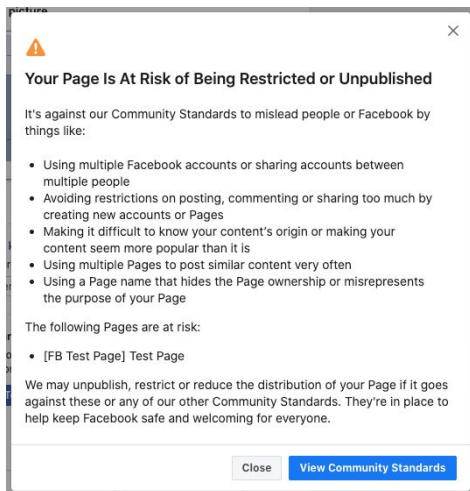 picture
Your Page Is At Risk of Being Restricted or Unpublished
It's against our Community Standards to mislead people or Facebook by
things like:
• Using multiple Facebook accounts or sharing accounts between
multiple people
• Avoiding restrictions on posting, commenting or sharing too much by
creating new accounts or Pages
• Making it difficult to know your content's origin or making your
content seem more popular than it is
• Using multiple Pages to post similar content very often
• Using a Page name that hides the Page ownership or misrepresents
the purpose of your Page
The following Pages are at risk:
• [FB Test Page] Test Page
We may unpublish, restrict or reduce the distribution of your Page if it goes
against these or any of our other Community Standards. They're in place to
help keep Facebook safe and welcoming for everyone.
Close
View Community Standards